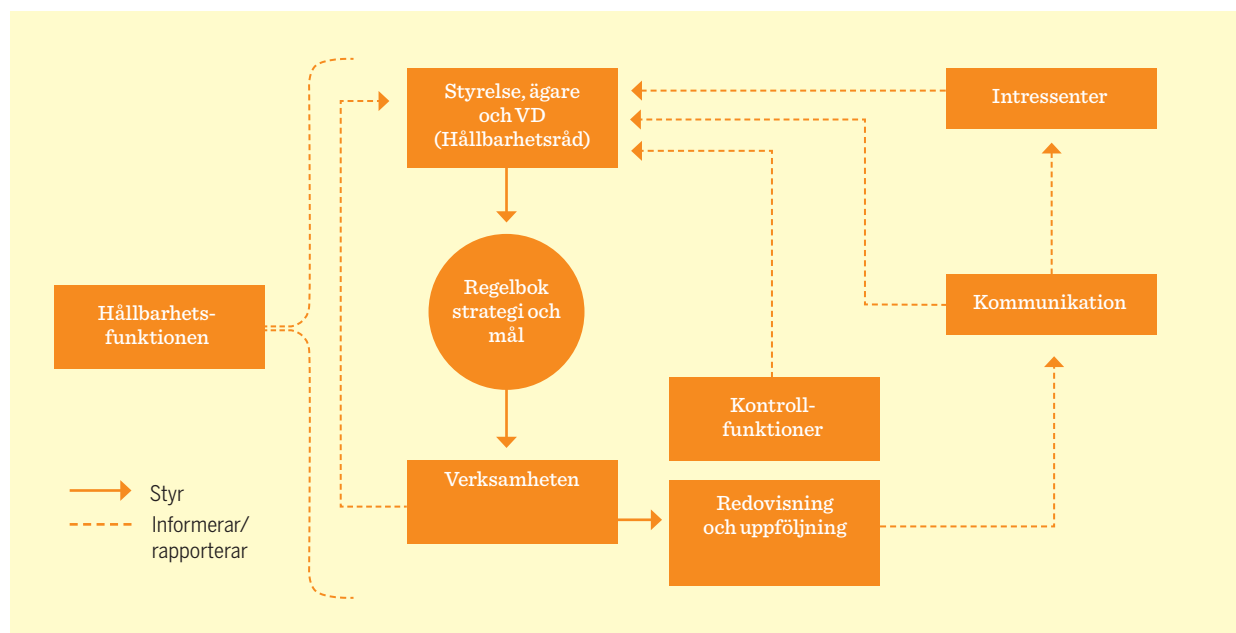 Styrelse, ägare
och VD
(Hållbarhetsråd)
Intressenter
Regelbok
strategi och
mål
Hållbarhets-
funktionen
Kommunikation
Kontroll-
funktioner
Verksamheten
Redovisning
och uppföljning
Styr
Informerar/
rapporterar